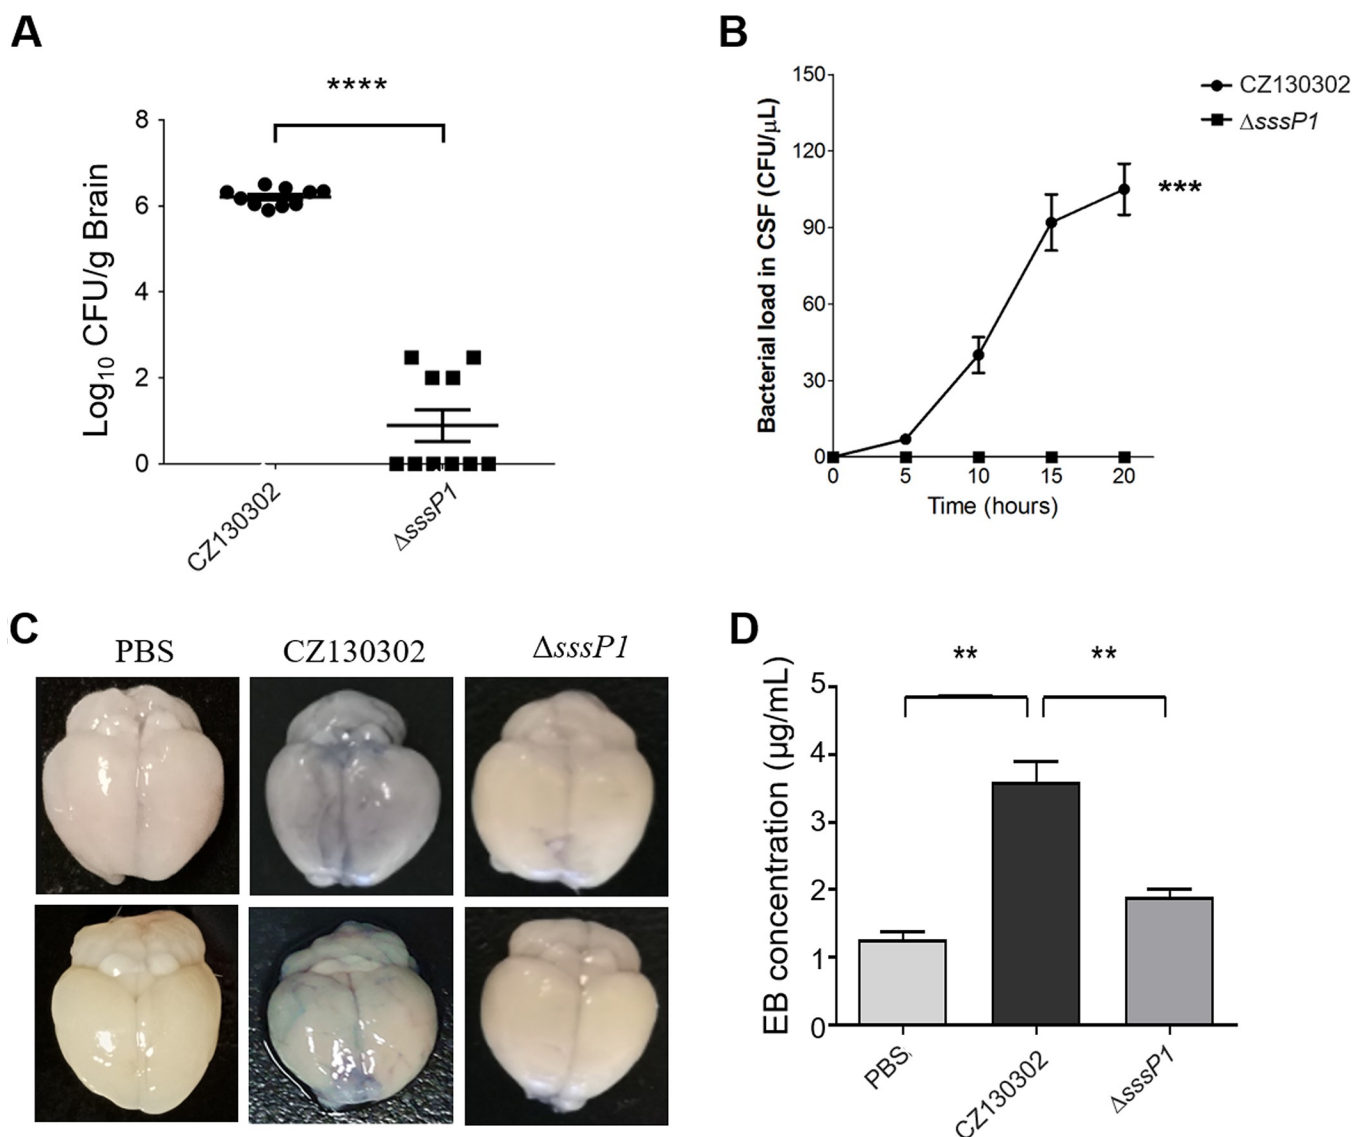 A
****
Log10 CFU/g Brain
8
6
4
2
0
CZ130302
ΔsssP1
B
Bacterial load in CSF (CFU/μL)
150
120
90
60
30
0
0 5 10 15 20
Time (hours)
CZ130302
ΔsssP1
***
C
PBS CZ130302 ΔsssP1
D
** **
EB concentration (μg/mL)
5
4
3
2
1
0
PBS
CZ130302
ΔsssP1